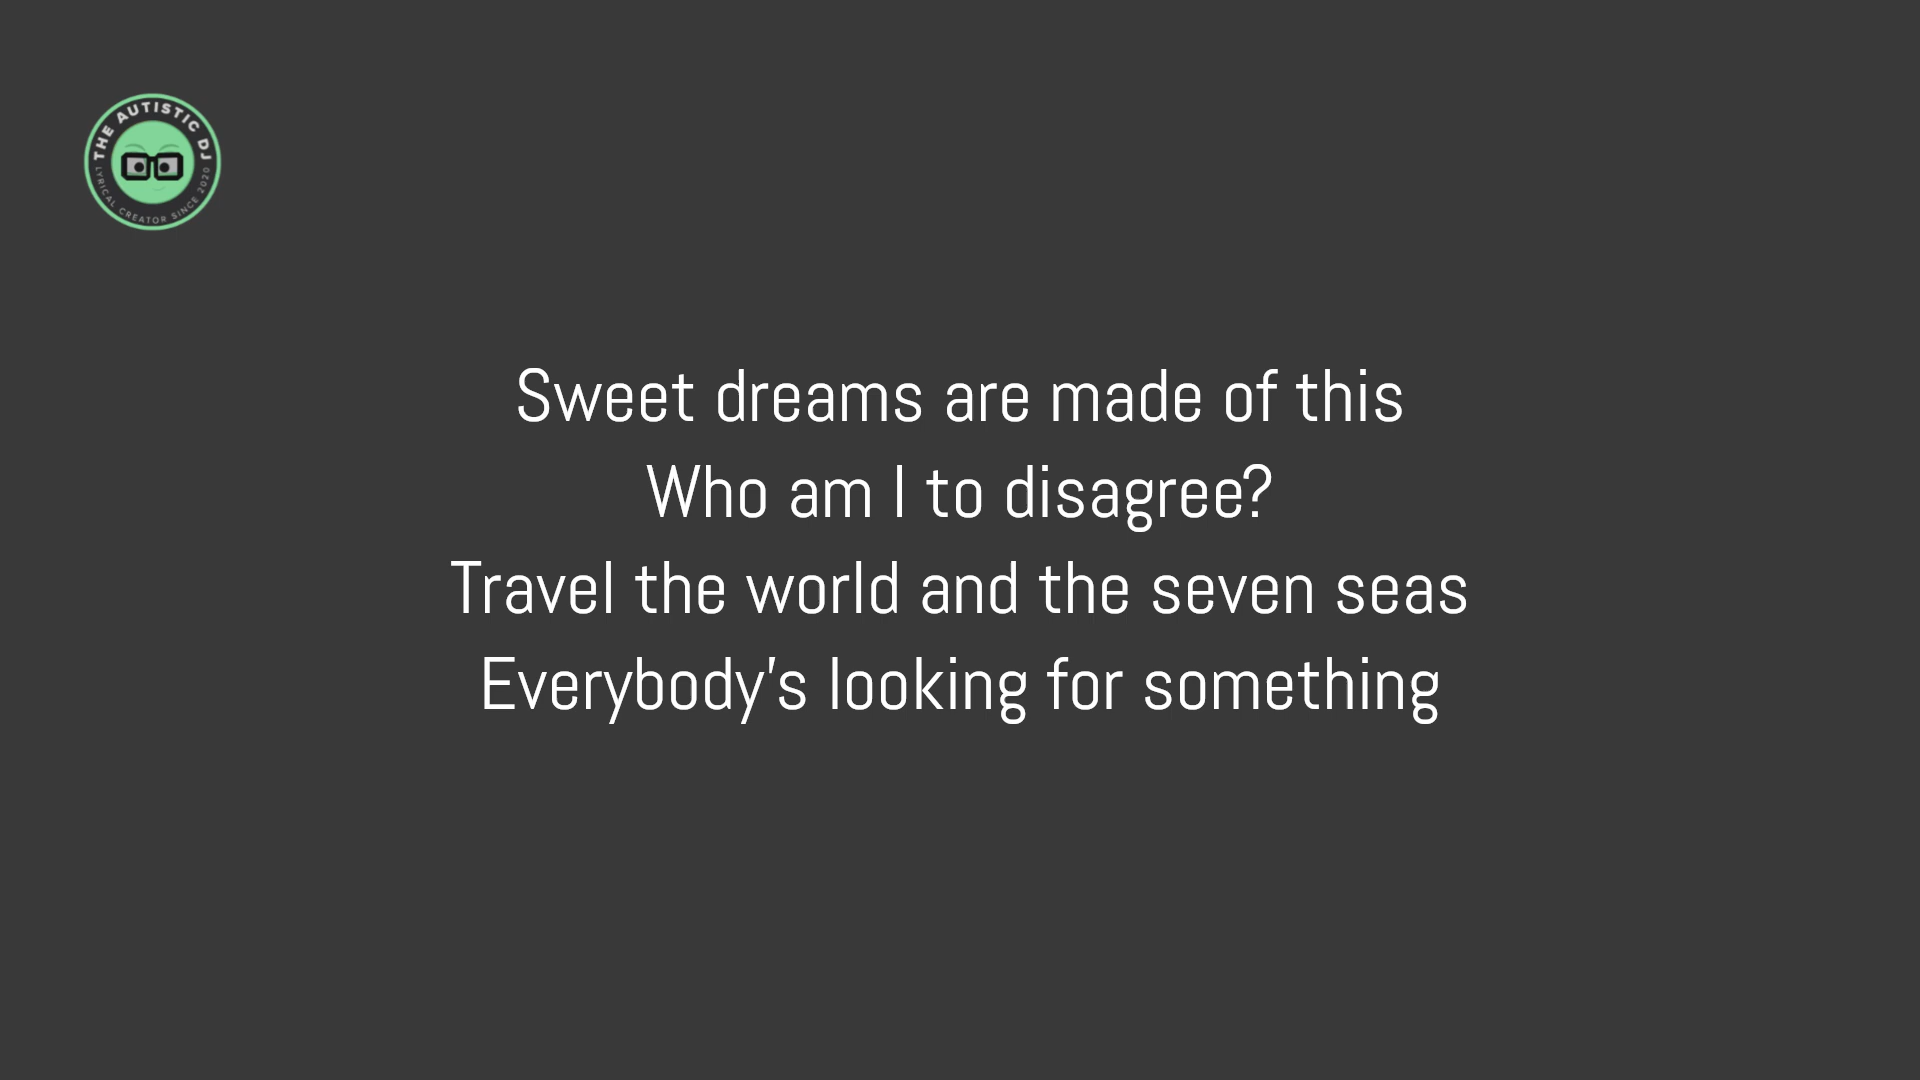 THE AUTISTIC DJ
LYRICAL CREATOR SINCE 2020
Sweet dreams are made of this
Who am I to disagree?
Travel the world and the seven seas
Everybody’s looking for something